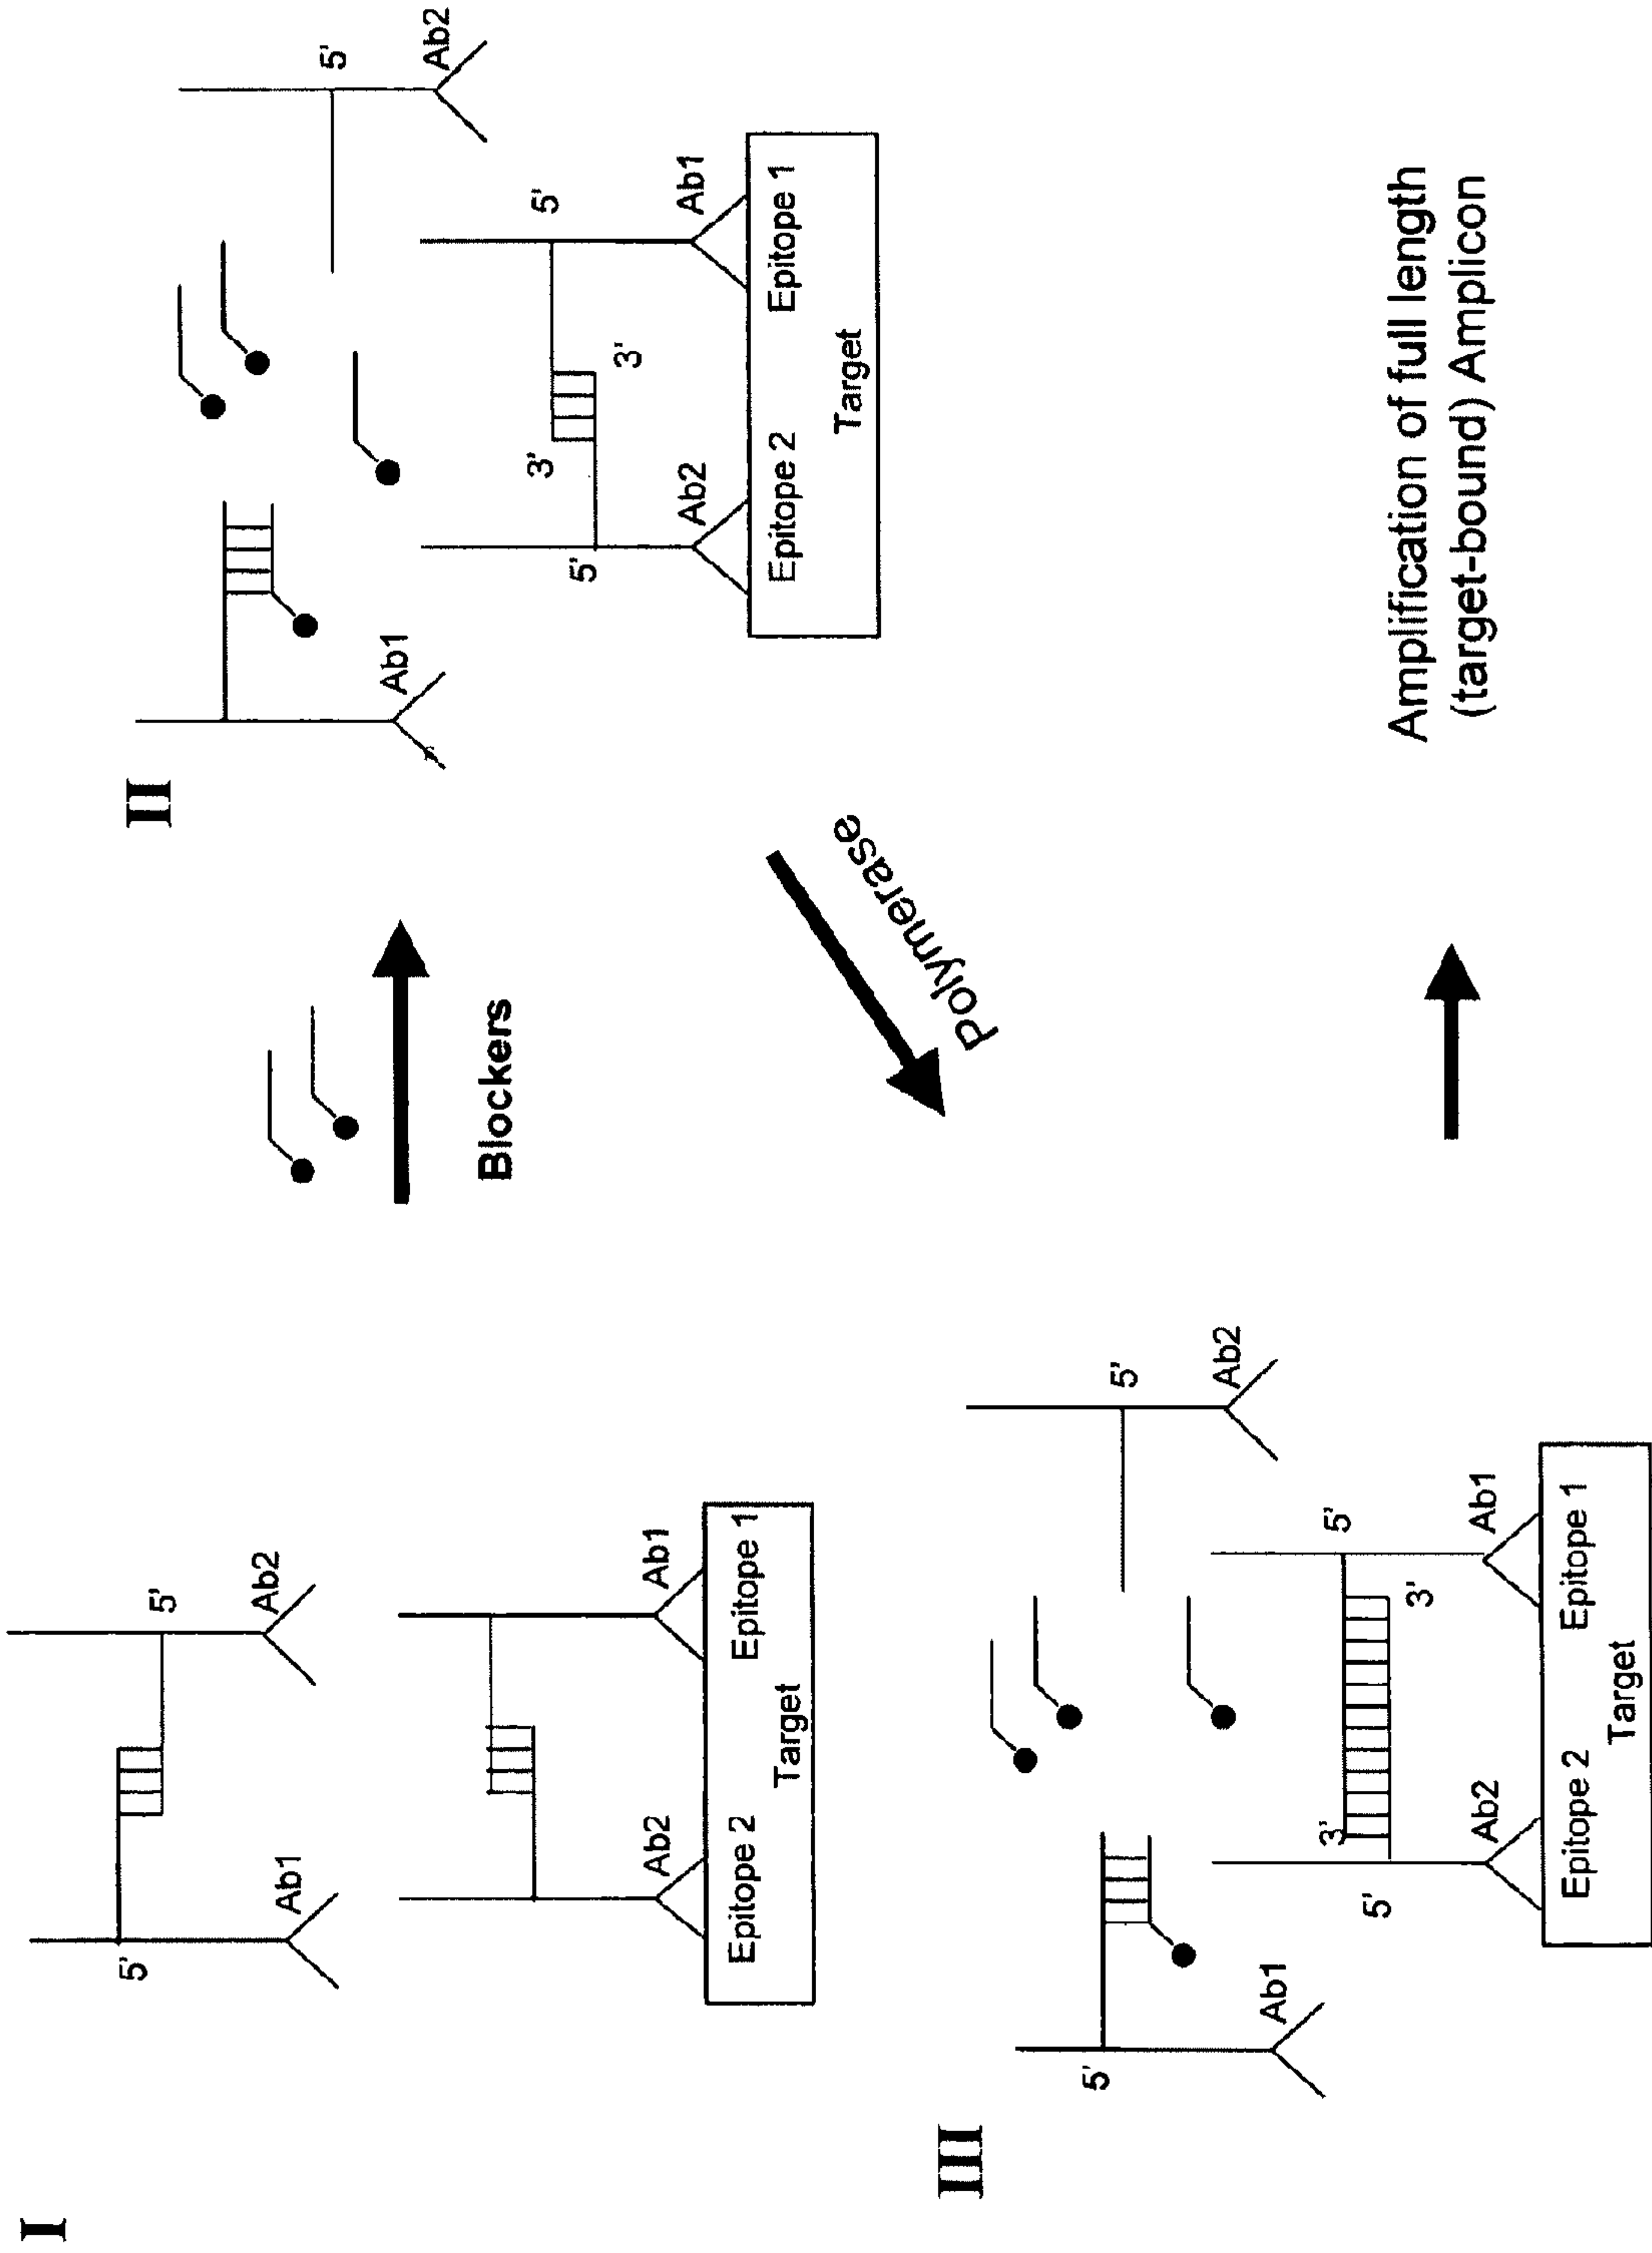 I
5'
Ab1
5'
Ab2
Ab2
Ab1
Epitope 2
Epitope 1
Target
Blockers
II
Ab1
5'
Ab2
3'
3'
5'
5'
Ab2
Ab1
Epitope 2
Epitope 1
Target
Polymerase
III
5'
Ab1
5'
Ab2
3'
5'
3'
5'
Ab2
Ab1
Epitope 2
Epitope 1
Target
Amplification of full length
(target-bound) Amplicon